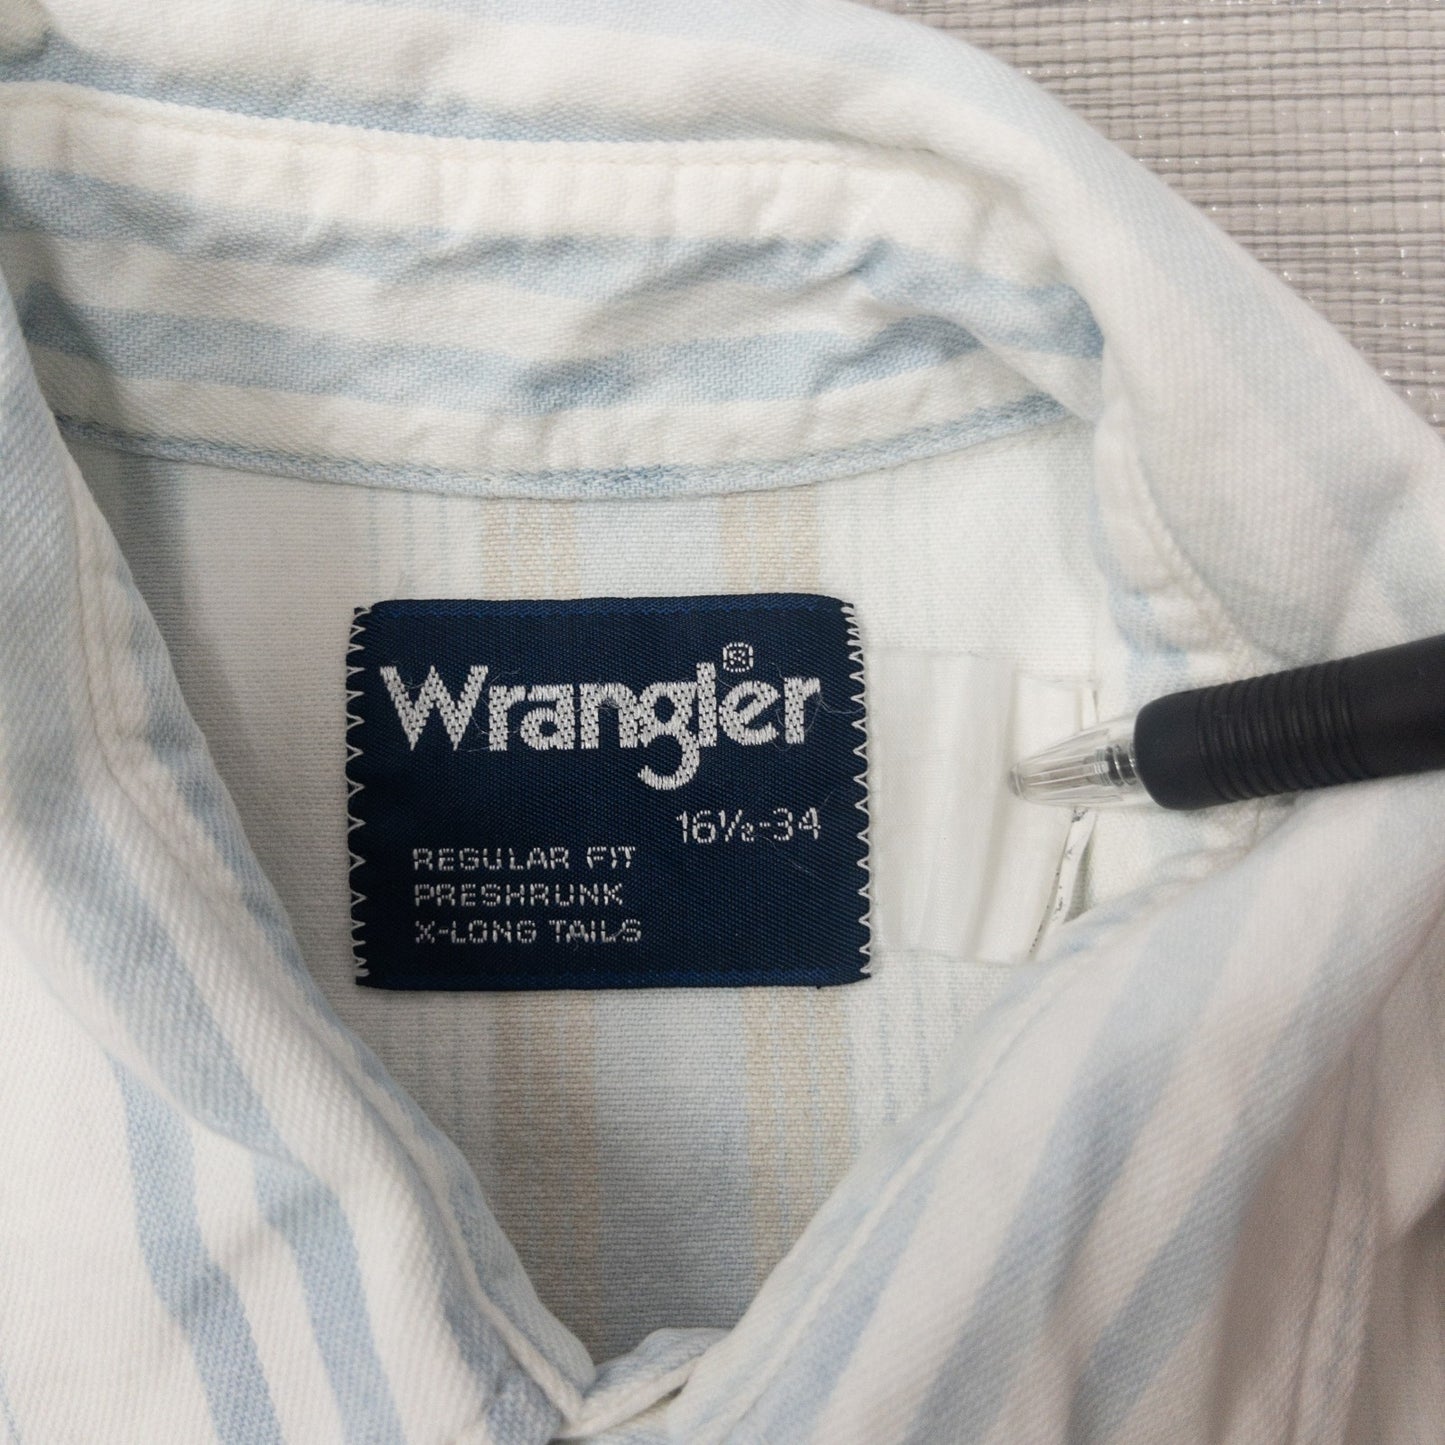 Wrangler®
16½-34
REGULAR FIT
PRESHRUNK
X-LONG TAILS